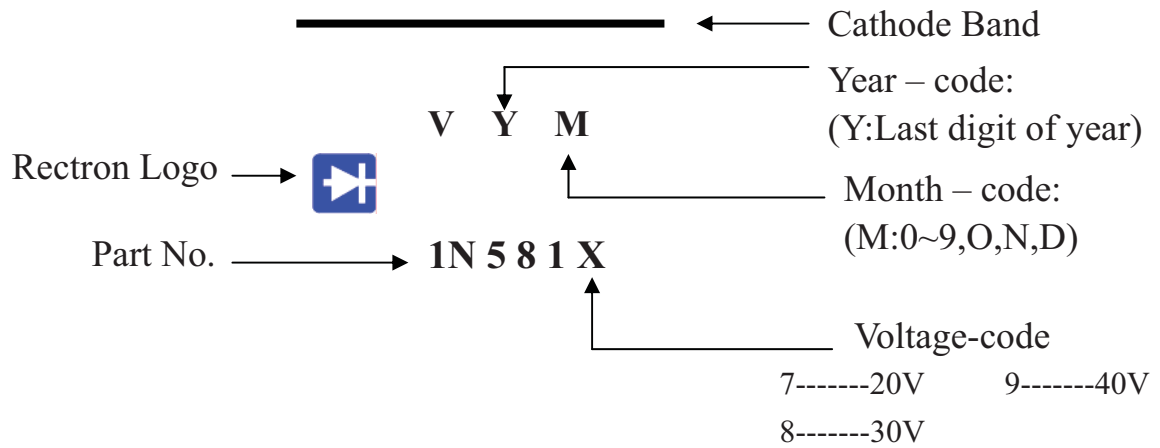 Cathode Band
Year – code:
(Y:Last digit of year)
V Y M
Rectron Logo
Month – code:
(M:0~9,O,N,D)
Part No.
1N 5 8 1 X
Voltage-code
7-------20V 9-------40V
8-------30V